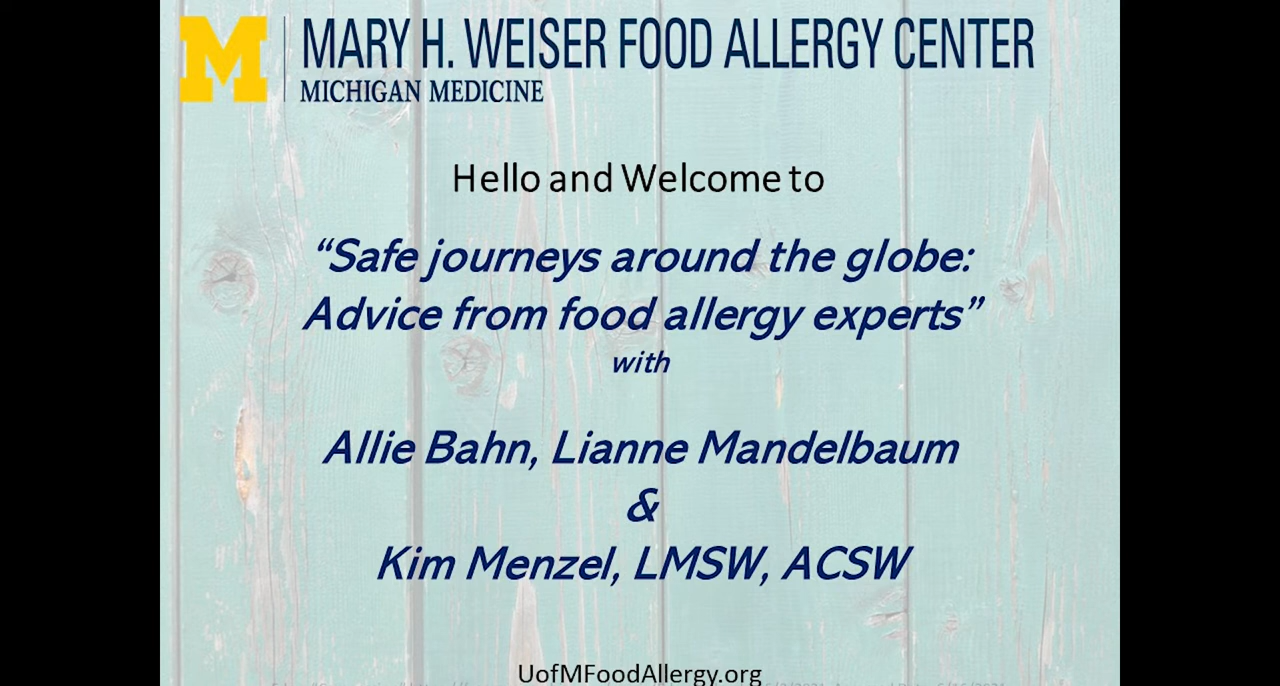 M
MARY H. WEISER FOOD ALLERGY CENTER
MICHIGAN MEDICINE
Hello and Welcome to
“Safe journeys around the globe:
Advice from food allergy experts”
with
Allie Bahn, Lianne Mandelbaum
&
Kim Menzel, LMSW, ACSW
UofMFoodAllergy.org